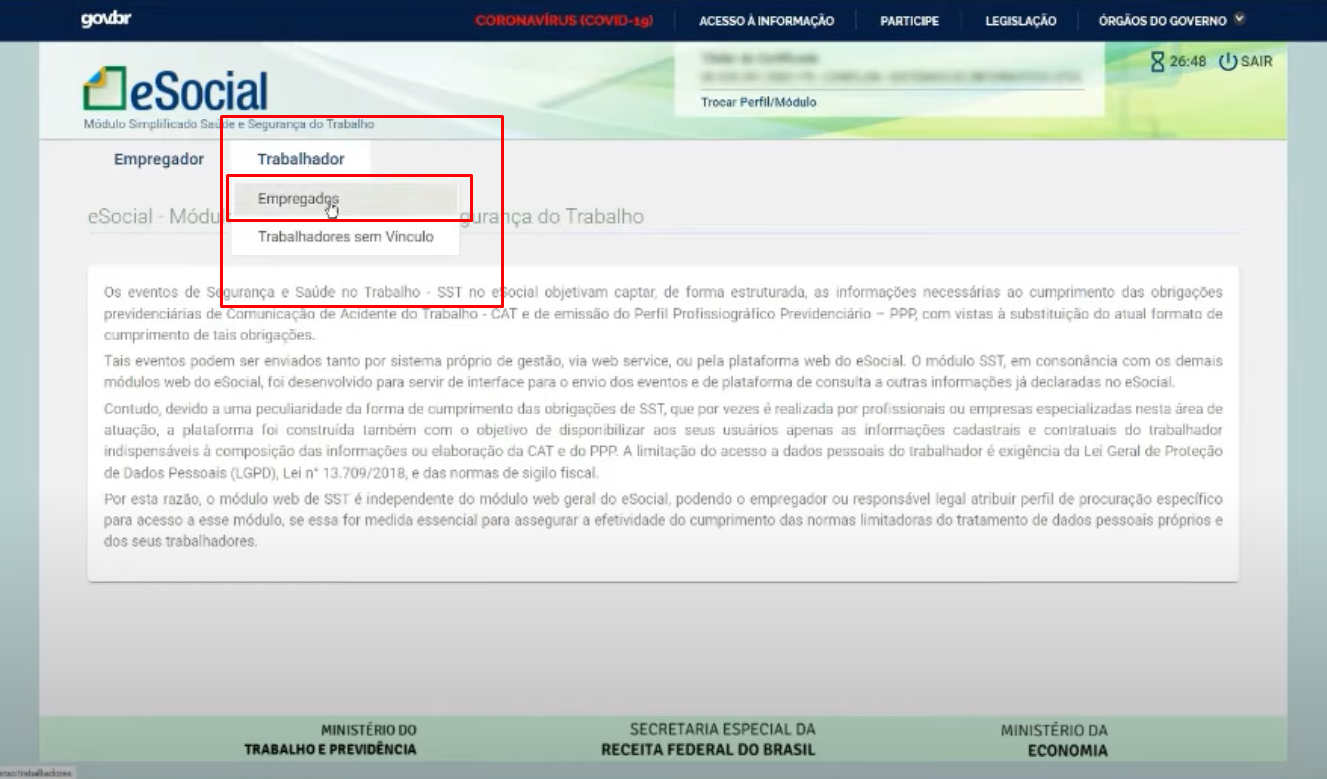 gov.br
CORONAVÍRUS (COVID-19)
ACESSO À INFORMAÇÃO
PARTICIPE
LEGISLAÇÃO
ÓRGÃOS DO GOVERNO
eSocial
Módulo Simplificado Saúde e Segurança do Trabalho
Trocar Perfil/Módulo
26:48
SAIR
Empregador
Trabalhador
Empregados
Trabalhadores sem Vínculo
eSocial - Módu gurança do Trabalho
Os eventos de Segurança e Saúde no Trabalho - SST no eSocial objetivam captar, de forma estruturada, as informações necessárias ao cumprimento das obrigações
previdenciárias de Comunicação de Acidente do Trabalho - CAT e de emissão do Perfil Profissiográfico Previdenciário – PPP, com vistas à substituição do atual formato de
cumprimento de tais obrigações.
Tais eventos podem ser enviados tanto por sistema próprio de gestão, via web service, ou pela plataforma web do eSocial. O módulo SST, em consonância com os demais
módulos web do eSocial, foi desenvolvido para servir de interface para o envio dos eventos e de plataforma de consulta a outras informações já declaradas no eSocial.
Contudo, devido a uma peculiaridade da forma de cumprimento das obrigações de SST, que por vezes é realizada por profissionais ou empresas especializadas nesta área de
atuação, a plataforma foi construída também com o objetivo de disponibilizar aos seus usuários apenas as informações cadastrais e contratuais do trabalhador
indispensáveis à composição das informações ou elaboração da CAT e do PPP. A limitação do acesso a dados pessoais do trabalhador é exigência da Lei Geral de Proteção
de Dados Pessoais (LGPD), Lei n° 13.709/2018, e das normas de sigilo fiscal.
Por esta razão, o módulo web de SST é independente do módulo web geral do eSocial, podendo o empregador ou responsável legal atribuir perfil de procuração específico
para acesso a esse módulo, se essa for medida essencial para assegurar a efetividade do cumprimento das normas limitadoras do tratamento de dados pessoais próprios e
dos seus trabalhadores.
MINISTÉRIO DO
TRABALHO E PREVIDÊNCIA
SECRETARIA ESPECIAL DA
RECEITA FEDERAL DO BRASIL
MINISTÉRIO DA
ECONOMIA